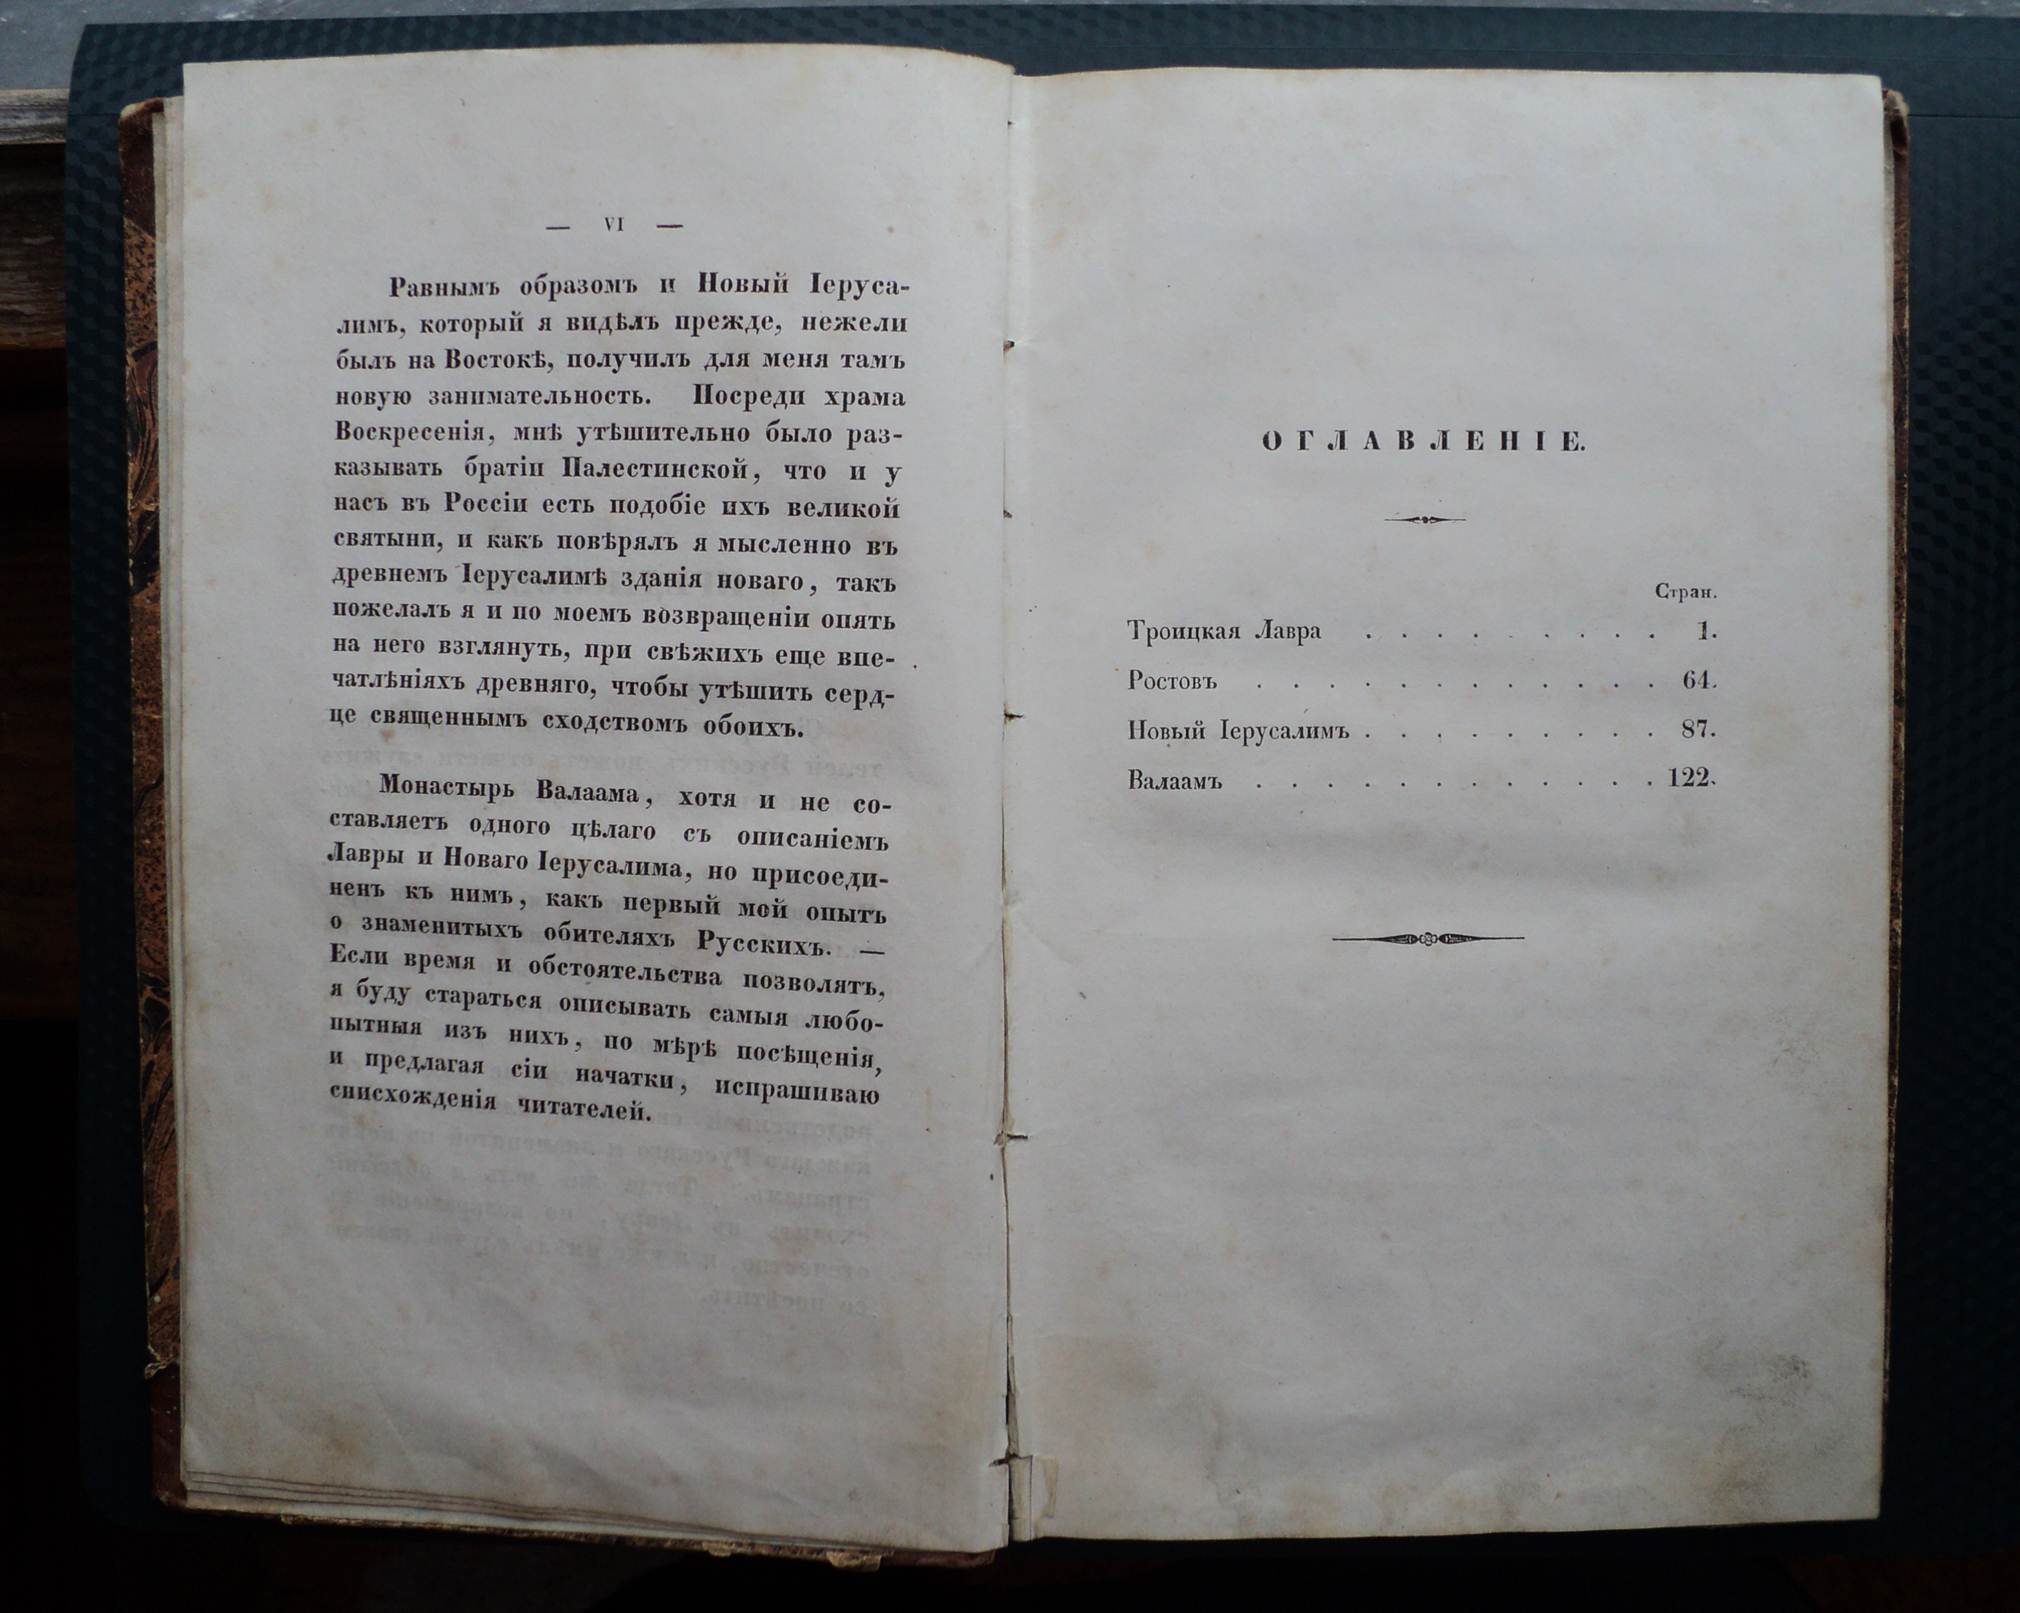 — VI —
Равнымъ образомъ и Новый Іеруса-
лимъ, который я видѣлъ прежде, нежели
былъ на Востокѣ, получилъ для меня тамъ
новую занимательность. Посреди храма
Воскресенія, мнѣ утѣшительно было раз-
казывать братіи Палестинской, что и у
насъ въ Россіи есть подобіе ихъ великой
святыни, и какъ повѣрялъ я мысленно въ
древнемъ Іерусалимѣ зданія новаго, такъ
пожелалъ я и по моемъ возвращеніи опять
на него взглянуть, при свѣжихъ еще впе-
чатлѣніяхъ древняго, чтобы утѣшить серд-
це священнымъ сходствомъ обоихъ.
Монастырь Валаама, хотя и не со-
ставляетъ одного цѣлаго съ описаніемъ
Лавры и Новаго Іерусалима, но присоеди-
ненъ къ нимъ, какъ первый мой опытъ
о знаменитыхъ обителяхъ Русскихъ. —
Если время и обстоятельства позволятъ,
я буду стараться описывать самыя любо-
пытныя изъ нихъ, по мѣрѣ посѣщенія,
и предлагая сіи начатки, испрашиваю
снисхожденія читателей.
ОГЛАВЛЕНІЕ.
Стран.
Троицкая Лавра . . . . . . . . . 1.
Ростовъ . . . . . . . . . . . . 64.
Новый Іерусалимъ . . . . . . . . . 87.
Валаамъ . . . . . . . . . . . . 122.